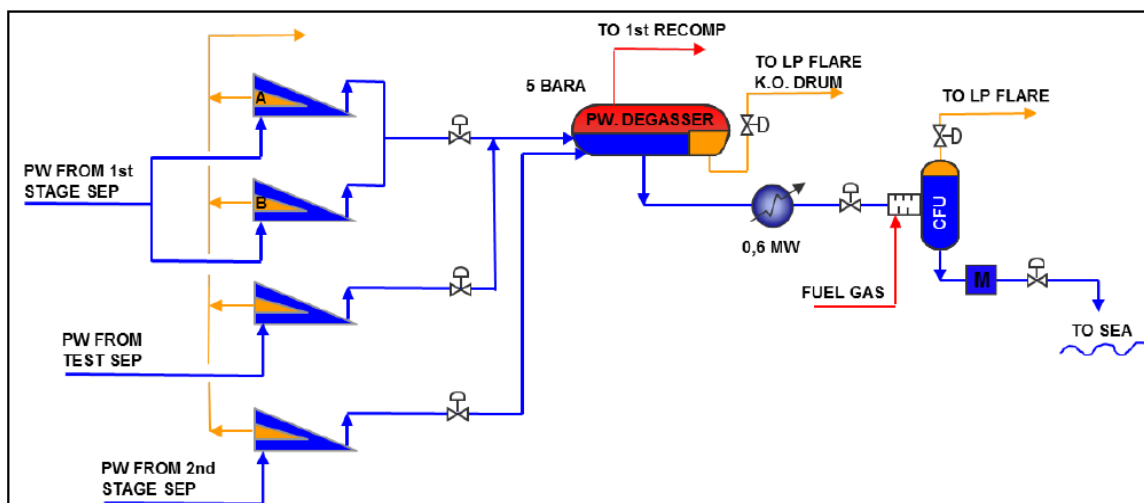 TO 1st RECOMP
TO LP FLARE
K.O. DRUM
5 BARA
TO LP FLARE
A
PW. DEGASSER
PW FROM 1st
STAGE SEP
B
CFU
0,6 MW
M
FUEL GAS
TO SEA
PW FROM
TEST SEP
PW FROM 2nd
STAGE SEP